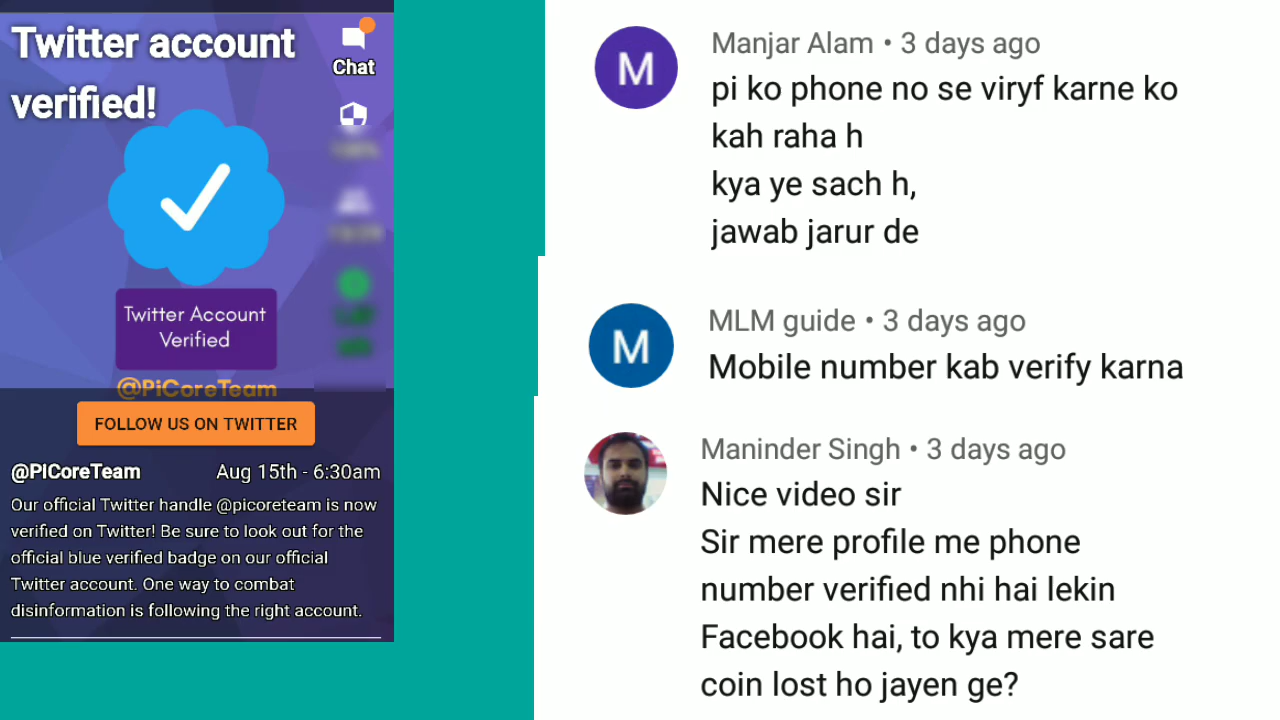 Twitter account
verified!
Chat
Twitter Account
Verified
@PiCoreTeam
FOLLOW US ON TWITTER
@PiCoreTeam Aug 15th - 6:30am
Our official Twitter handle @picoreteam is now
verified on Twitter! Be sure to look out for the
official blue verified badge on our official
Twitter account. One way to combat
disinformation is following the right account.
M
Manjar Alam • 3 days ago
pi ko phone no se viryf karne ko
kah raha h
kya ye sach h,
jawab jarur de
M
MLM guide • 3 days ago
Mobile number kab verify karna
Maninder Singh • 3 days ago
Nice video sir
Sir mere profile me phone
number verified nhi hai lekin
Facebook hai, to kya mere sare
coin lost ho jayen ge?